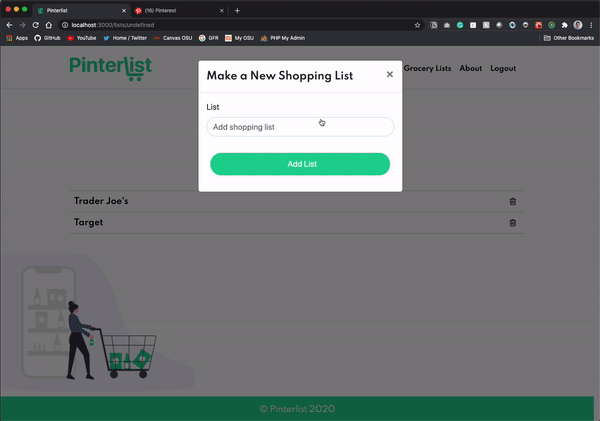 Pinterlist
(16) Pinterest
localhost:3000/lists/undefined
Apps GitHub YouTube Home / Twitter Canvas OSU GFR My OSU PHP My Admin Other Bookmarks
Pinterlist
Grocery Lists About Logout
Make a New Shopping List ×
List
Add shopping list
Add List
Trader Joe's
Target
© Pinterlist 2020